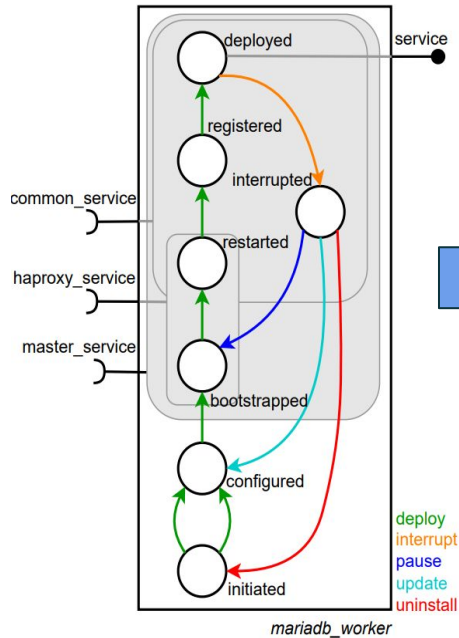 deployed
service
registered
interrupted
common_service
restarted
haproxy_service
master_service
bootstrapped
configured
deploy
interrupt
pause
update
initiated
uninstall
mariadb_worker